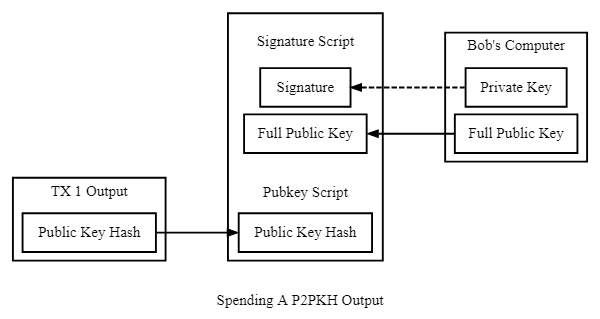 Signature Script
Bob's Computer
Signature
Private Key
Full Public Key
Full Public Key
TX 1 Output
Pubkey Script
Public Key Hash
Public Key Hash
Spending A P2PKH Output